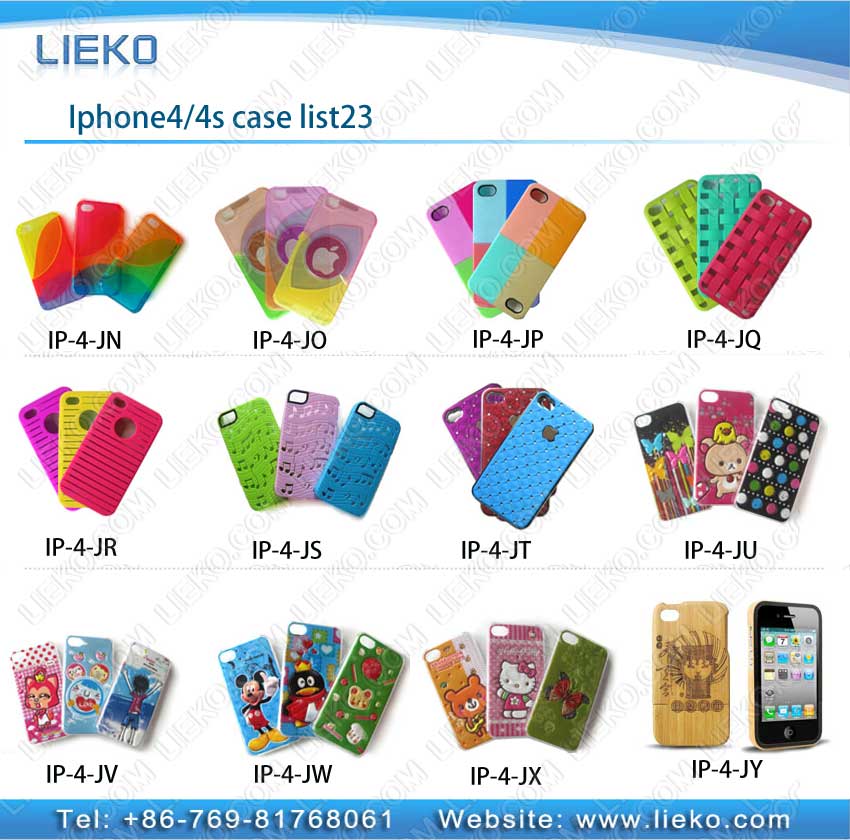 LIEKO
Iphone4/4s case list23
IP-4-JN IP-4-JO IP-4-JP IP-4-JQ
IP-4-JR IP-4-JS IP-4-JT IP-4-JU
IP-4-JV IP-4-JW IP-4-JX IP-4-JY
Tel: +86-769-81768061 Website: www.lieko.com
LIEKO.COM